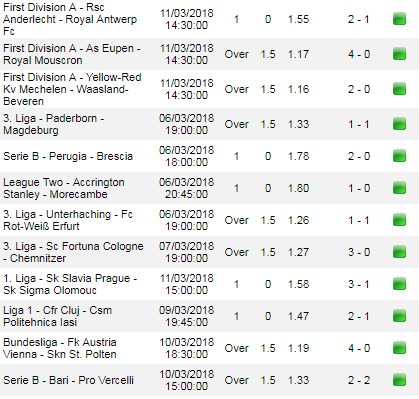 First Division A - Rsc Anderlecht - Royal Antwerp Fc 11/03/2018 14:30:00 1 0 1.55 2 - 1
First Division A - As Eupen - Royal Mouscron 11/03/2018 14:30:00 Over 1.5 1.17 4 - 0
First Division A - Yellow-Red Kv Mechelen - Waasland-Beveren 11/03/2018 14:30:00 Over 1.5 1.16 2 - 0
3. Liga - Paderborn - Magdeburg 06/03/2018 19:00:00 Over 1.5 1.33 1 - 1
Serie B - Perugia - Brescia 06/03/2018 18:00:00 1 0 1.78 2 - 0
League Two - Accrington Stanley - Morecambe 06/03/2018 20:45:00 1 0 1.80 1 - 0
3. Liga - Unterhaching - Fc Rot-Weiß Erfurt 06/03/2018 19:00:00 Over 1.5 1.26 1 - 1
3. Liga - Sc Fortuna Cologne - Chemnitzer 07/03/2018 19:00:00 Over 1.5 1.27 3 - 0
1. Liga - Sk Slavia Prague - Sk Sigma Olomouc 11/03/2018 15:00:00 1 0 1.58 3 - 1
Liga 1 - Cfr Cluj - Csm Politehnica Iasi 09/03/2018 19:45:00 1 0 1.47 2 - 1
Bundesliga - Fk Austria Vienna - Skn St. Polten 10/03/2018 18:30:00 Over 1.5 1.19 4 - 0
Serie B - Bari - Pro Vercelli 10/03/2018 15:00:00 Over 1.5 1.33 2 - 2